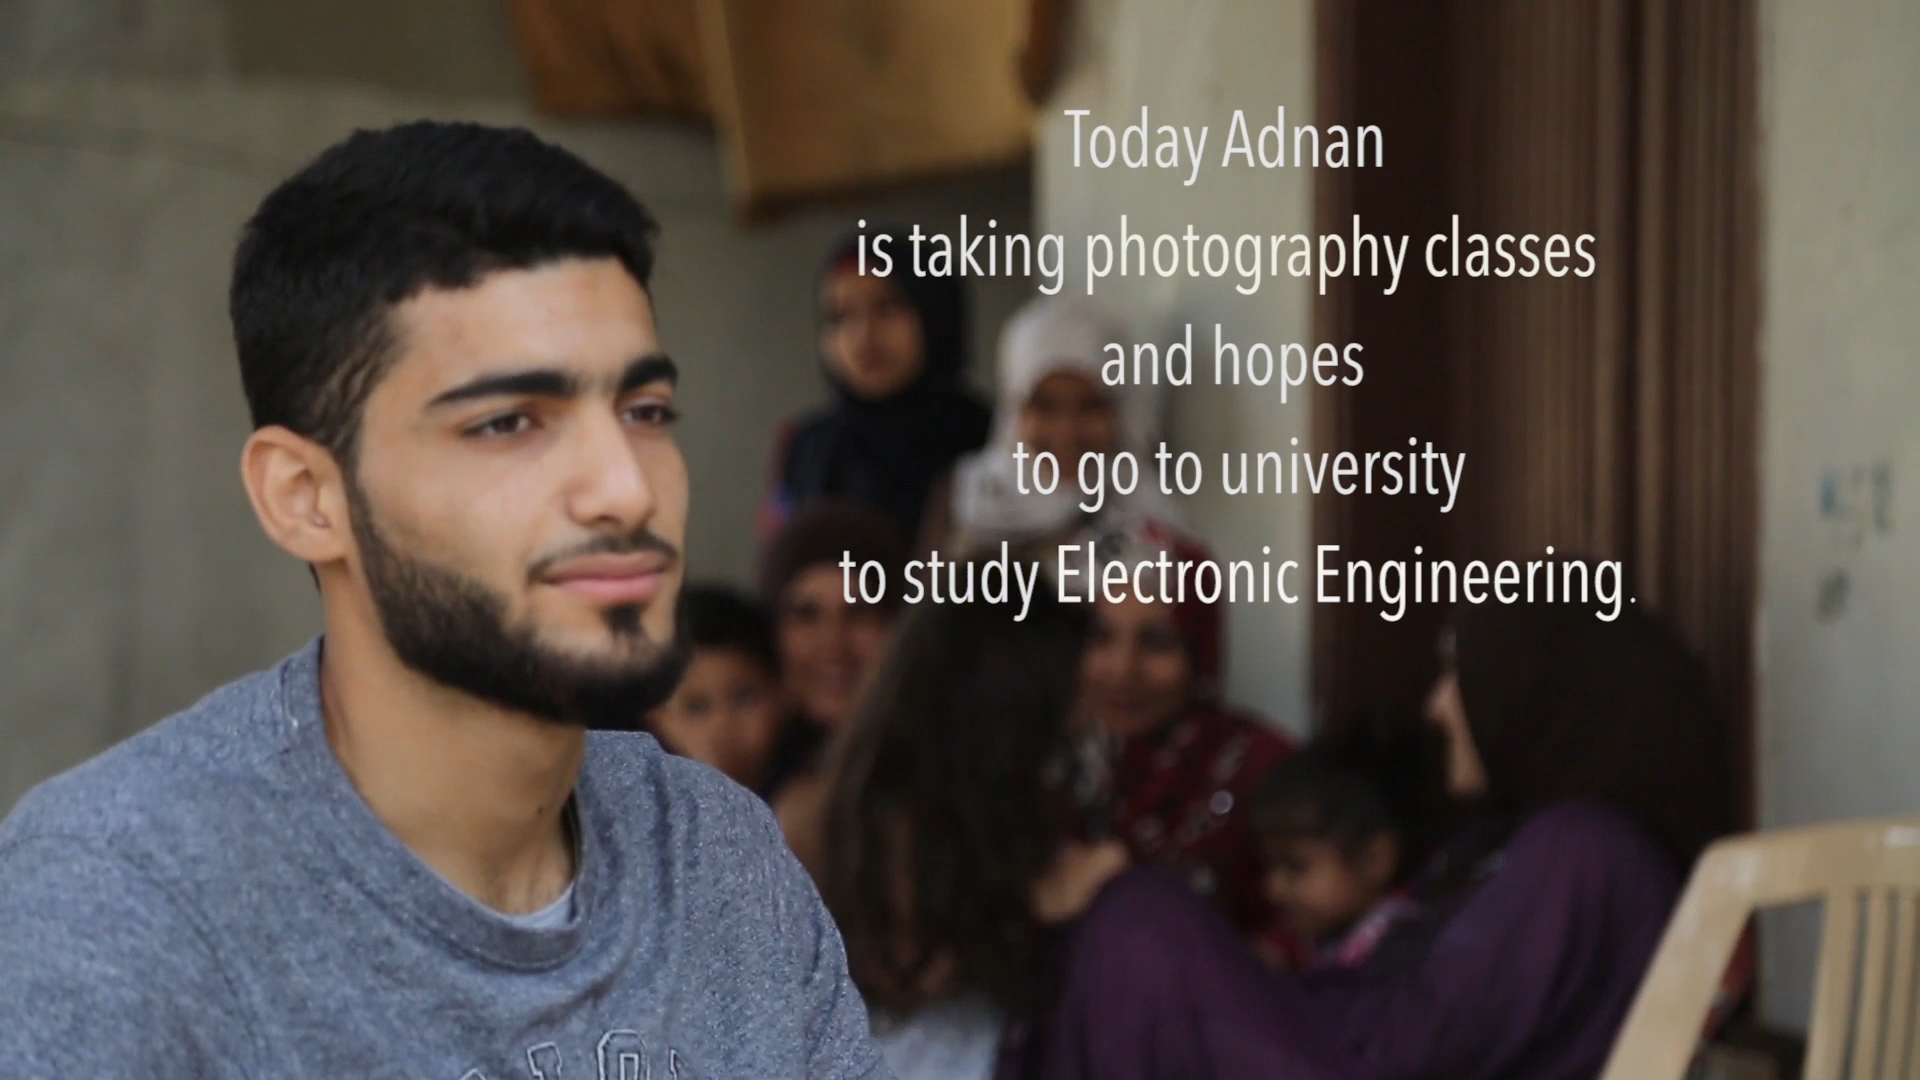 Today Adnan
is taking photography classes
and hopes
to go to university
to study Electronic Engineering.